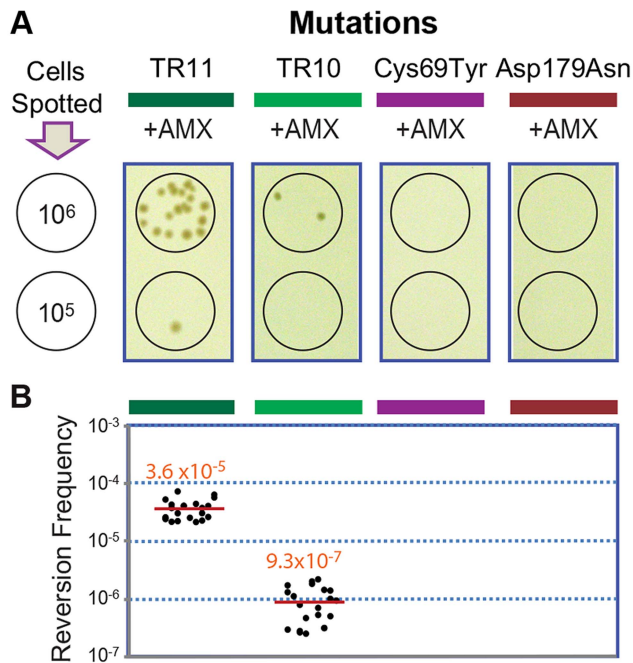 A
Mutations
Cells Spotted
TR11 TR10 Cys69Tyr Asp179Asn
+AMX +AMX +AMX +AMX
10⁶
10⁵
B
Reversion Frequency
10⁻³
10⁻⁴
10⁻⁵
10⁻⁶
10⁻⁷
3.6 x10⁻⁵
9.3x10⁻⁷